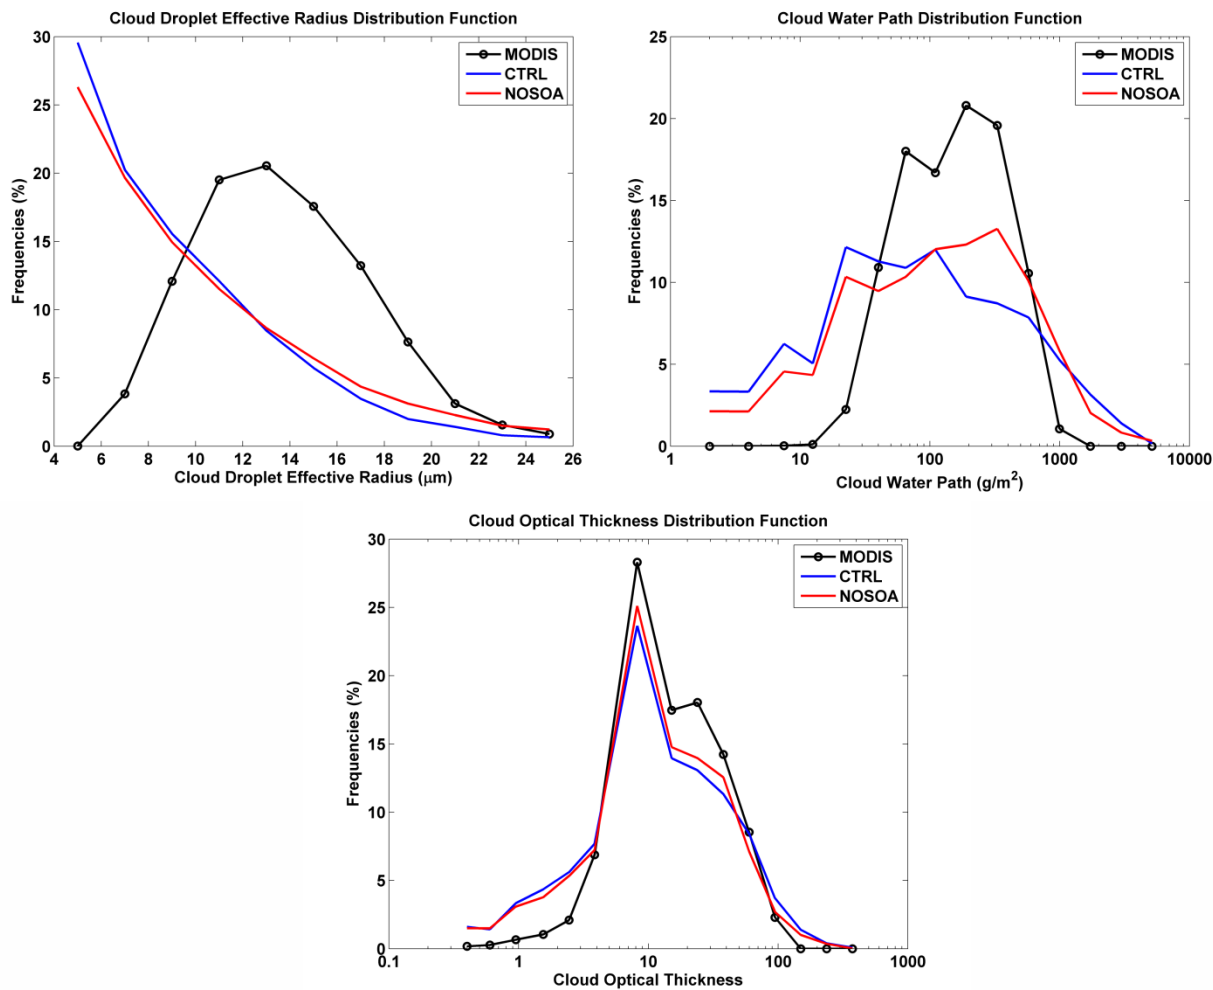 Cloud Droplet Effective Radius Distribution Function
30
25
20
15
10
5
0
Frequencies (%)
MODIS
CTRL
NOSOA
4 6 8 10 12 14 16 18 20 22 24 26
Cloud Droplet Effective Radius (μm)
Cloud Water Path Distribution Function
25
20
15
10
5
0
Frequencies (%)
MODIS
CTRL
NOSOA
1 10 100 1000 10000
Cloud Water Path (g/m²)
Cloud Optical Thickness Distribution Function
30
25
20
15
10
5
0
Frequencies (%)
MODIS
CTRL
NOSOA
0.1 1 10 100 1000
Cloud Optical Thickness